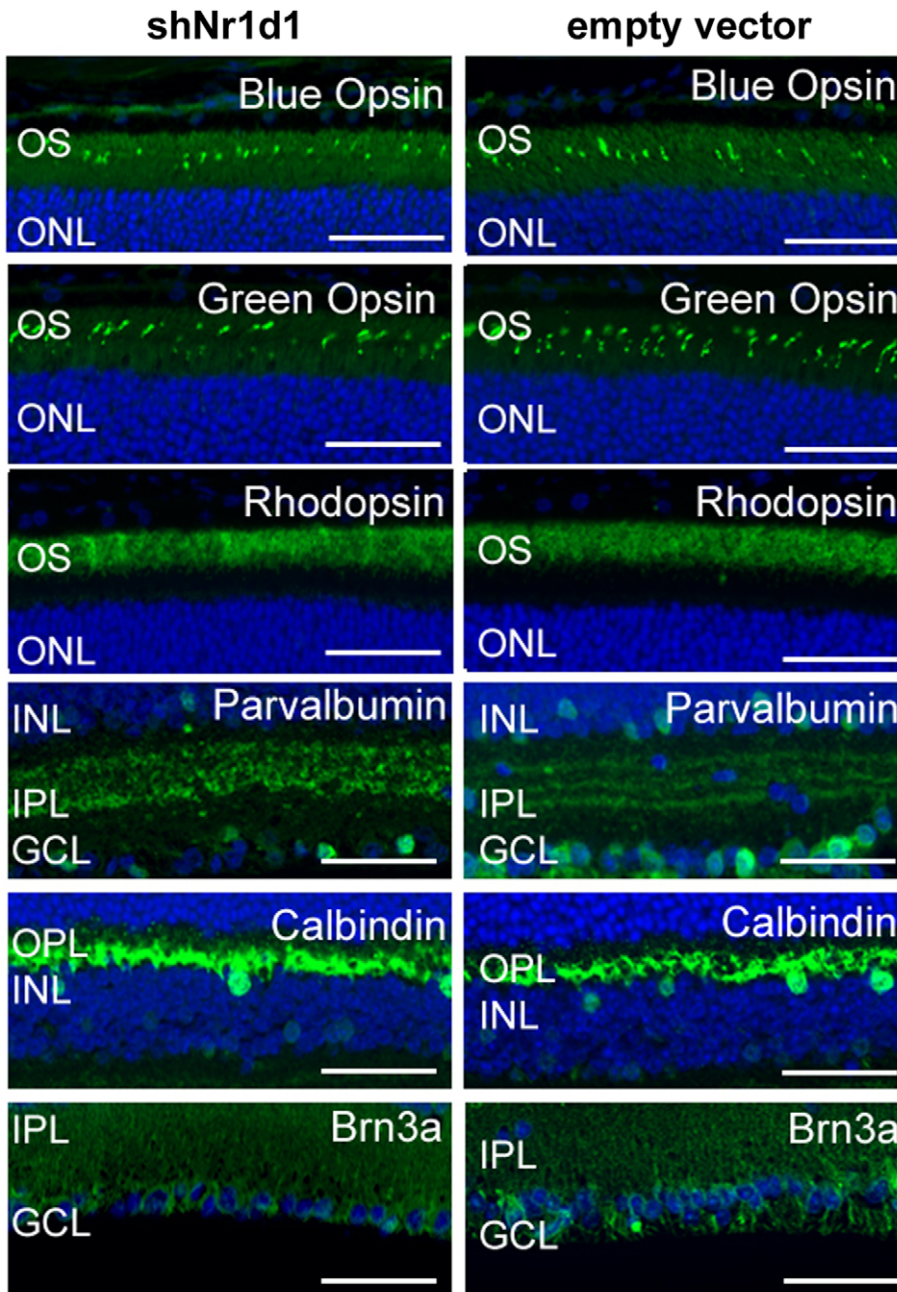 shNr1d1 empty vector
Blue Opsin Blue Opsin
OS OS
ONL ONL
Green Opsin Green Opsin
OS OS
ONL ONL
Rhodopsin Rhodopsin
OS OS
ONL ONL
Parvalbumin Parvalbumin
INL INL
IPL IPL
GCL GCL
Calbindin Calbindin
OPL OPL
INL INL
Brn3a Brn3a
IPL IPL
GCL GCL